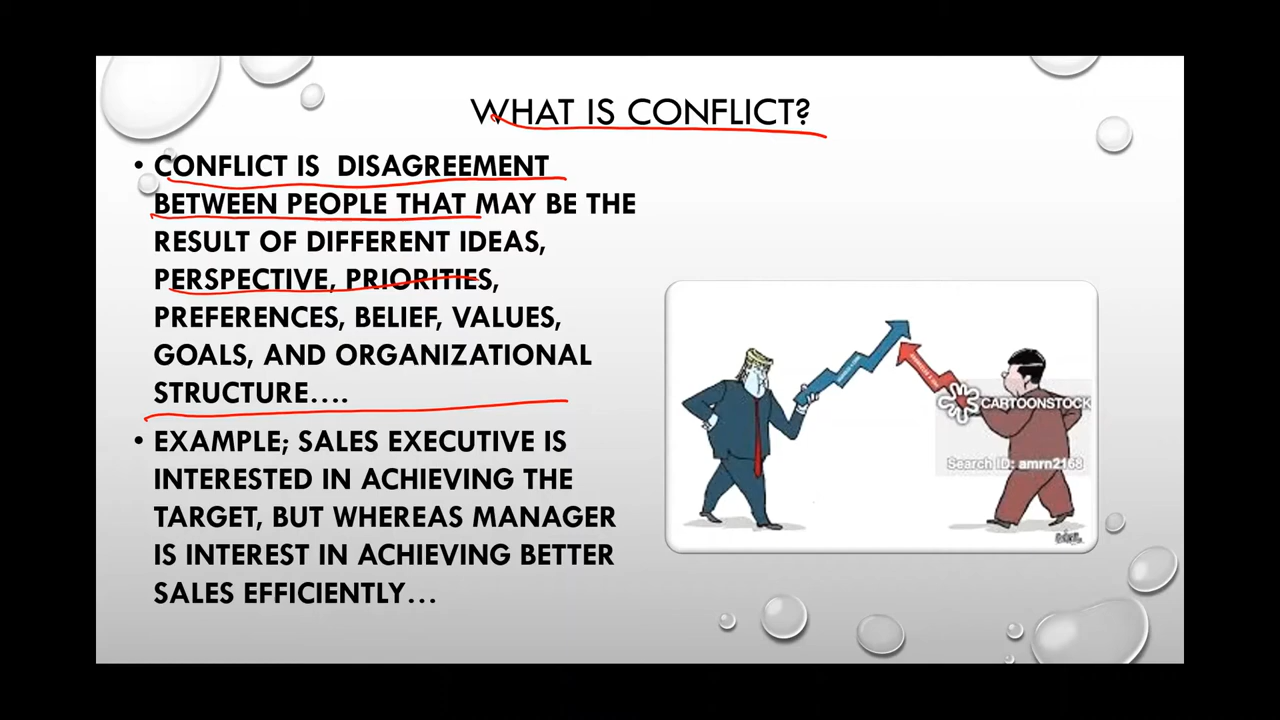 WHAT IS CONFLICT?
• CONFLICT IS DISAGREEMENT
BETWEEN PEOPLE THAT MAY BE THE
RESULT OF DIFFERENT IDEAS,
PERSPECTIVE, PRIORITIES,
PREFERENCES, BELIEF, VALUES,
GOALS, AND ORGANIZATIONAL
STRUCTURE....
• EXAMPLE; SALES EXECUTIVE IS
INTERESTED IN ACHIEVING THE
TARGET, BUT WHEREAS MANAGER
IS INTEREST IN ACHIEVING BETTER
SALES EFFICIENTLY...
CARTOONSTOCK
Search ID: amrn2168